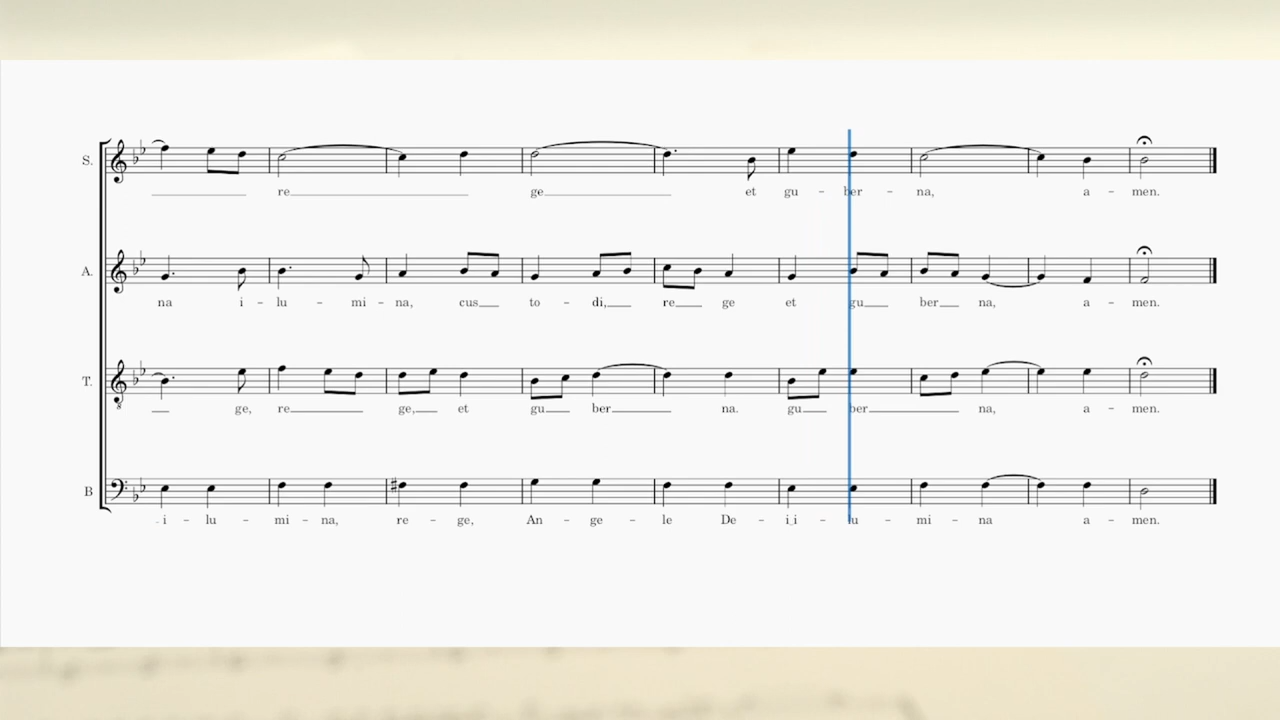 S.
re ge et gu - ber - na, a - men.
A.
na i - lu - mi - na, cus to - di, re ge et gu ber na, a - men.
T.
ge, re ge, et gu ber na. gu ber na, a - men.
B
i - lu - mi - na, re - ge, An - ge - le De - i i - lu - mi - na a - men.